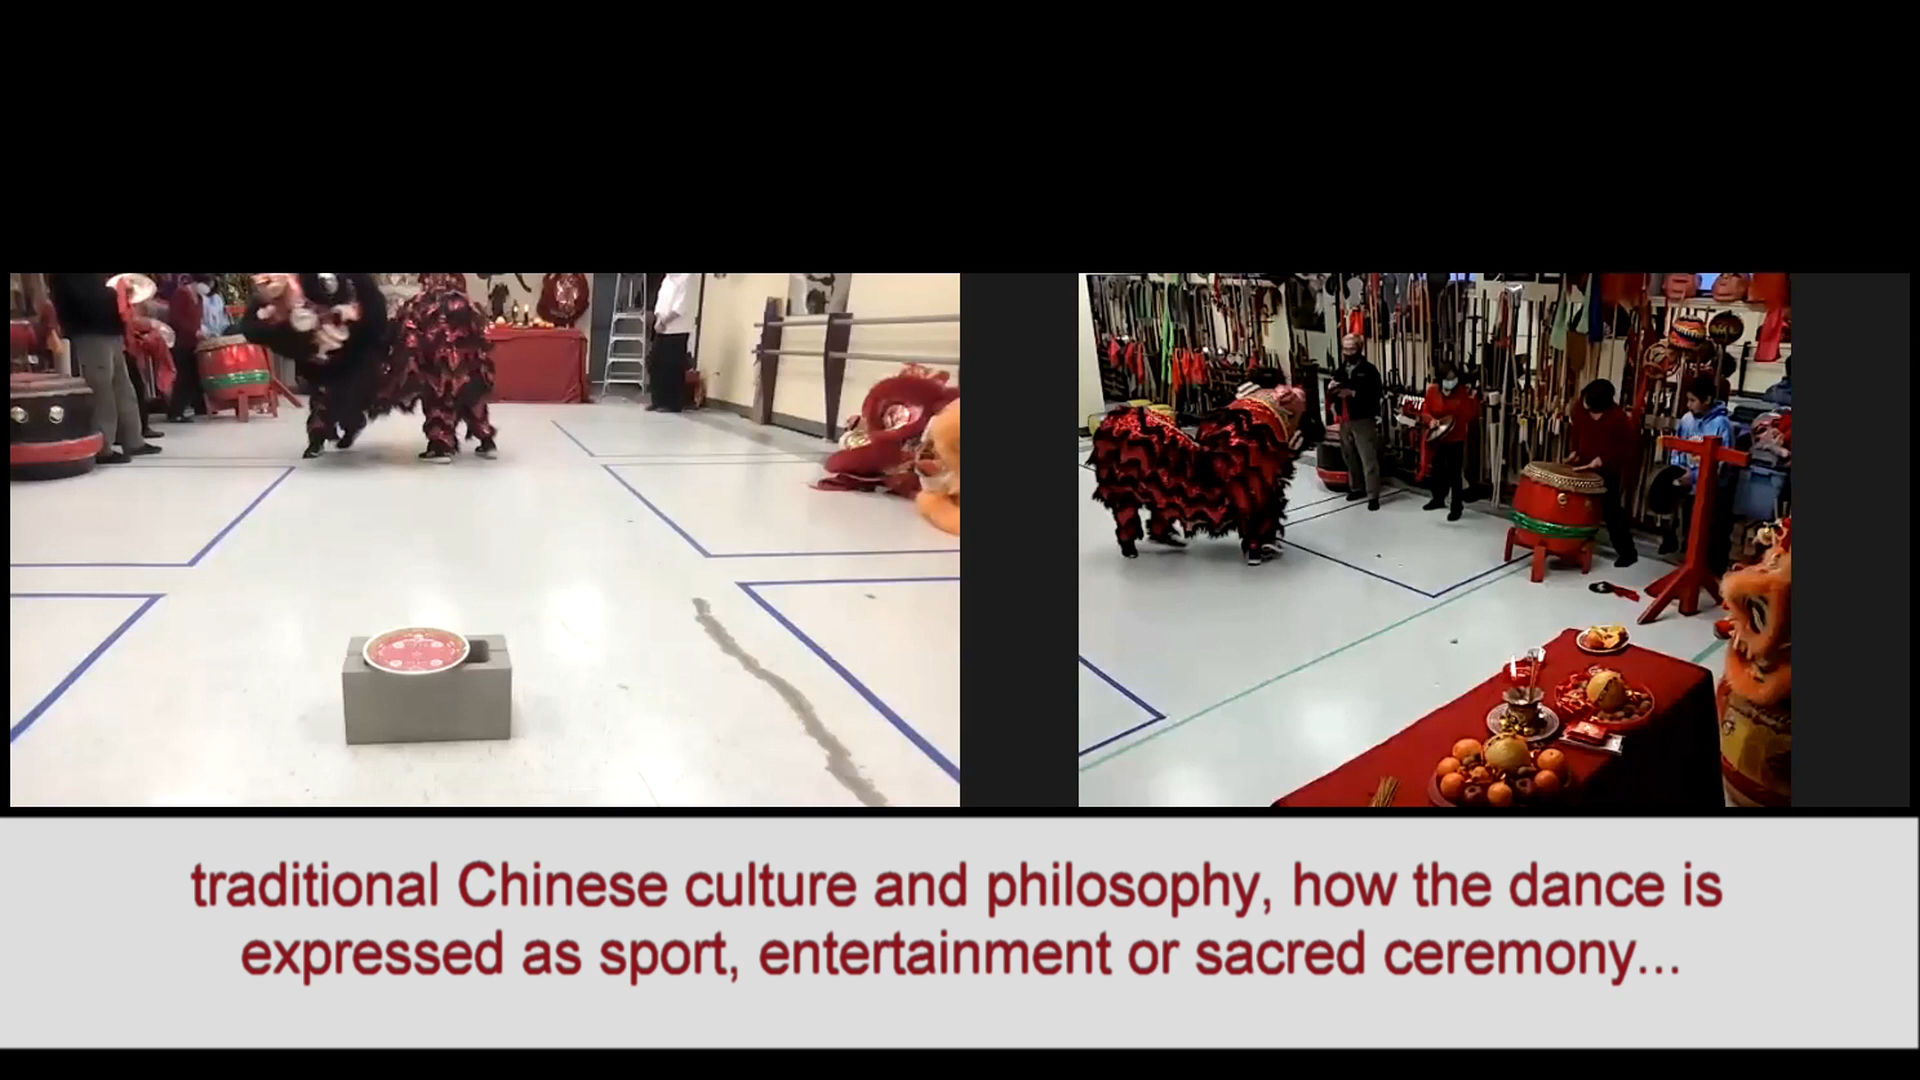 traditional Chinese culture and philosophy, how the dance is
expressed as sport, entertainment or sacred ceremony...